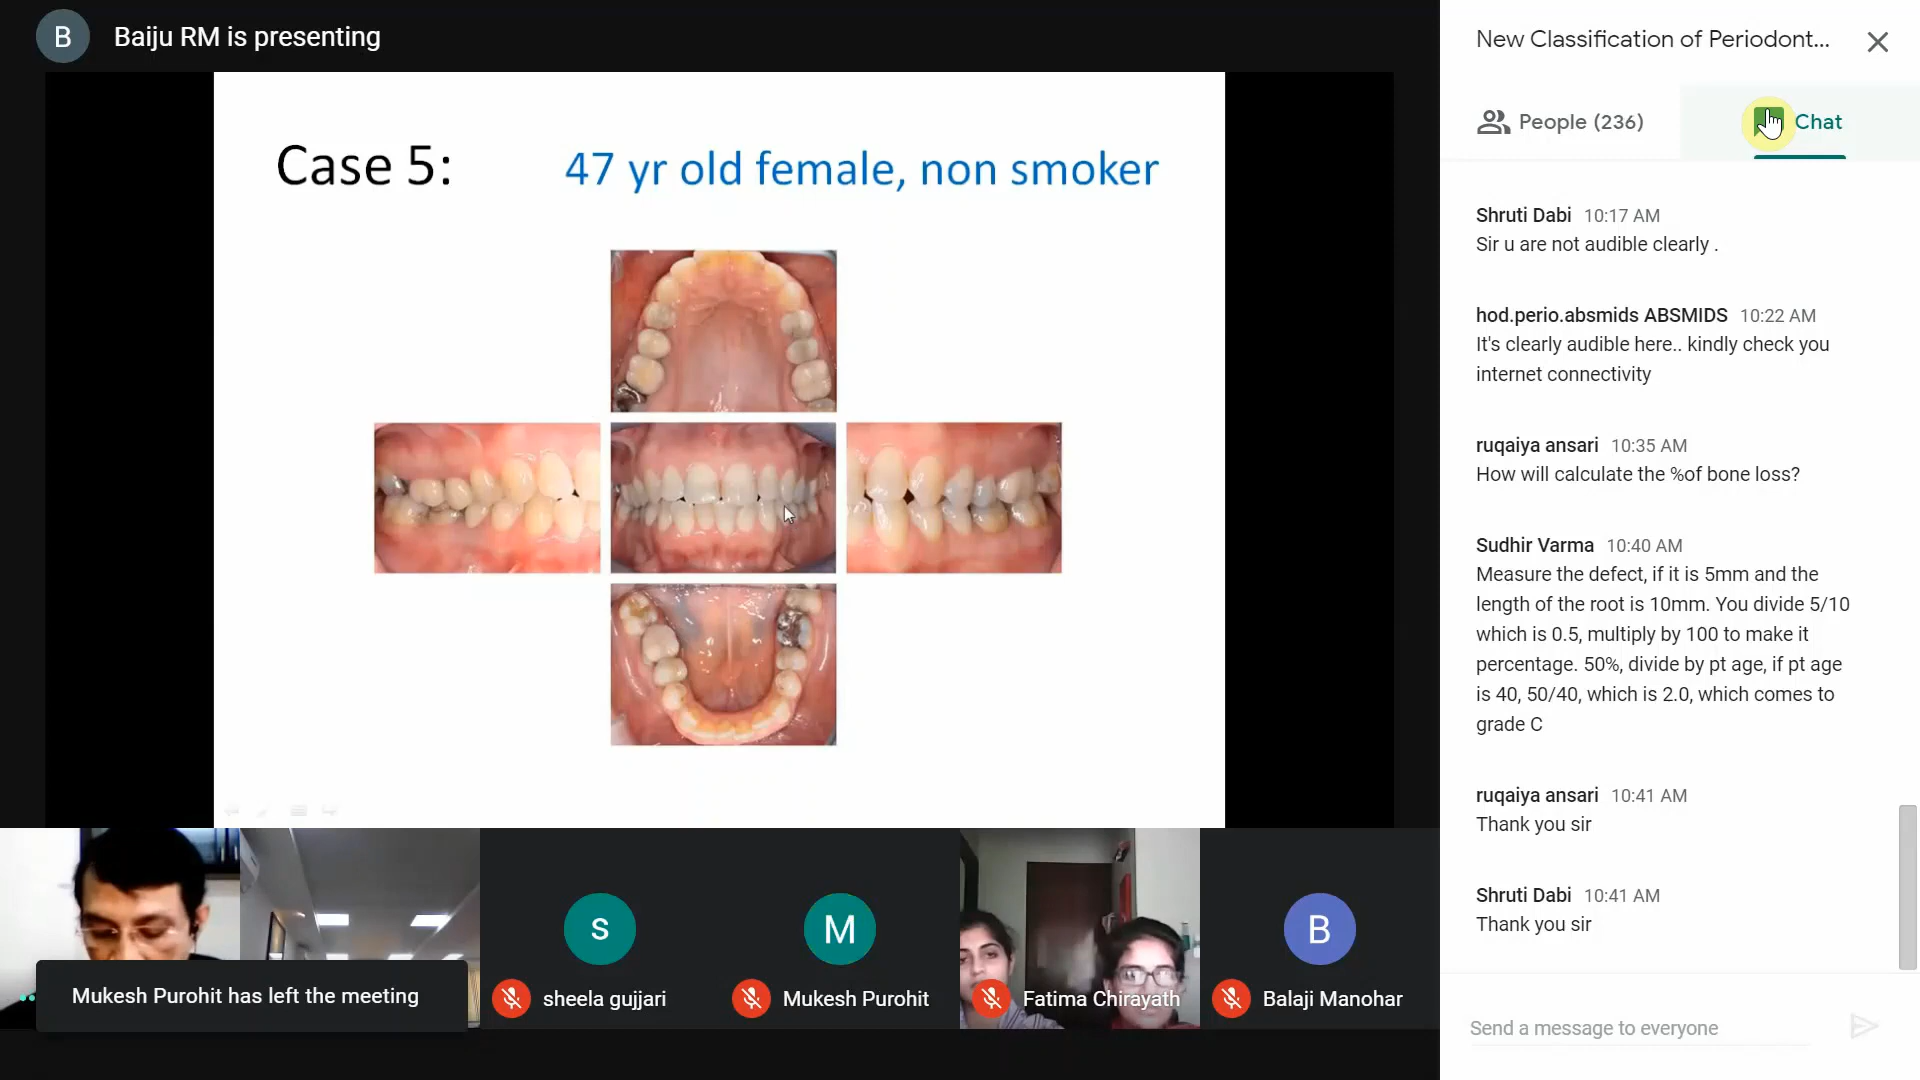 B
Baiju RM is presenting
Case 5:
47 yr old female, non smoker
New Classification of Periodont...
People (236)
Chat
Shruti Dabi 10:17 AM
Sir u are not audible clearly .
hod.perio.absmids ABSMIDS 10:22 AM
It's clearly audible here.. kindly check you
internet connectivity
ruqaiya ansari 10:35 AM
How will calculate the %of bone loss?
Sudhir Varma 10:40 AM
Measure the defect, if it is 5mm and the
length of the root is 10mm. You divide 5/10
which is 0.5, multiply by 100 to make it
percentage. 50%, divide by pt age, if pt age
is 40, 50/40, which is 2.0, which comes to
grade C
ruqaiya ansari 10:41 AM
Thank you sir
Shruti Dabi 10:41 AM
Thank you sir
Send a message to everyone
Mukesh Purohit has left the meeting
s
sheela gujjari
M
Mukesh Purohit
Fatima Chirayath
B
Balaji Manohar